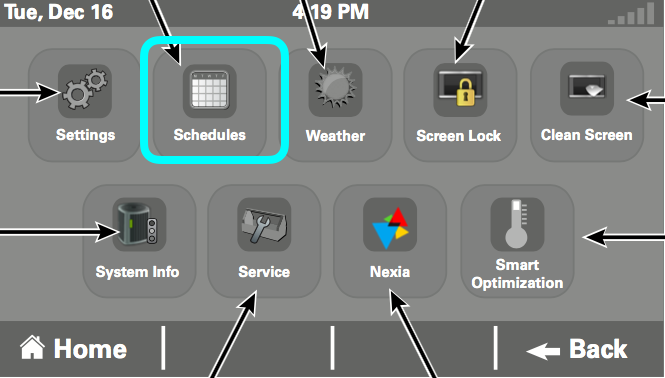 Tue, Dec 16
4:19 PM
Settings
Schedules
Weather
Screen Lock
Clean Screen
System Info
Service
Nexia
Smart
Optimization
Home
Back